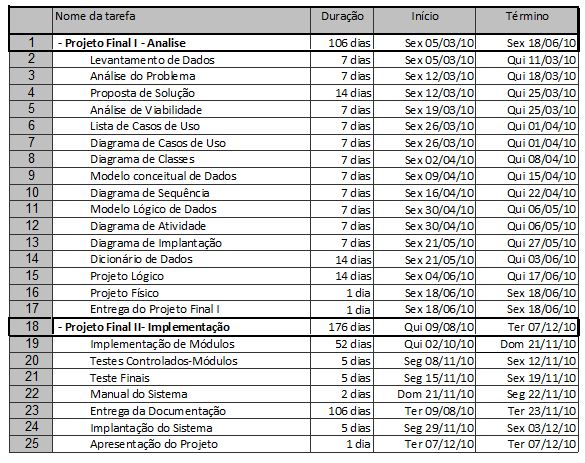 Nome da tarefa Duração Início Término
1 - Projeto Final I - Analise 106 dias Sex 05/03/10 Sex 18/06/10
2 Levantamento de Dados 7 dias Sex 05/03/10 Qui 11/03/10
3 Análise do Problema 7 dias Sex 12/03/10 Qui 18/03/10
4 Proposta de Solução 14 dias Sex 12/03/10 Qui 25/03/10
5 Análise de Viabilidade 7 dias Sex 19/03/10 Qui 25/03/10
6 Lista de Casos de Uso 7 dias Sex 26/03/10 Qui 01/04/10
7 Diagrama de Casos de Uso 7 dias Sex 26/03/10 Qui 01/04/10
8 Diagrama de Classes 7 dias Sex 02/04/10 Qui 08/04/10
9 Modelo conceitual de Dados 7 dias Sex 09/04/10 Qui 15/04/10
10 Diagrama de Sequência 7 dias Sex 16/04/10 Qui 22/04/10
11 Modelo Lógico de Dados 7 dias Sex 30/04/10 Qui 06/05/10
12 Diagrama de Atividade 7 dias Sex 30/04/10 Qui 06/05/10
13 Diagrama de Implantação 7 dias Sex 21/05/10 Qui 27/05/10
14 Dicionário de Dados 14 dias Sex 21/05/10 Qui 03/06/10
15 Projeto Lógico 14 dias Sex 04/06/10 Qui 17/06/10
16 Projeto Físico 1 dia Sex 18/06/10 Sex 18/06/10
17 Entrega do Projeto Final I 1 dia Sex 18/06/10 Sex 18/06/10
18 - Projeto Final II- Implementação 176 dias Qui 09/08/10 Ter 07/12/10
19 Implementação de Módulos 52 dias Qui 02/10/10 Dom 21/11/10
20 Testes Controlados-Módulos 5 dias Seg 08/11/10 Sex 12/11/10
21 Teste Finais 5 dias Seg 15/11/10 Sex 19/11/10
22 Manual do Sistema 2 dias Dom 21/11/10 Seg 22/11/10
23 Entrega da Documentação 106 dias Ter 09/08/10 Ter 23/11/10
24 Implantação do Sistema 5 dias Seg 29/11/10 Sex 03/12/10
25 Apresentação do Projeto 1 dia Ter 07/12/10 Ter 07/12/10